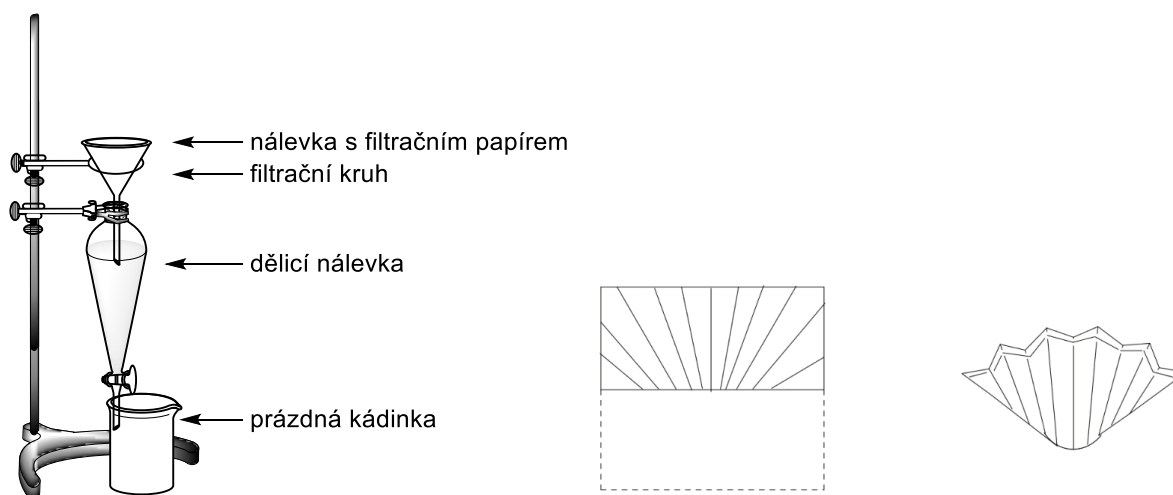 nálevka s filtračním papírem
filtrační kruh
dělicí nálevka
prázdná kádinka